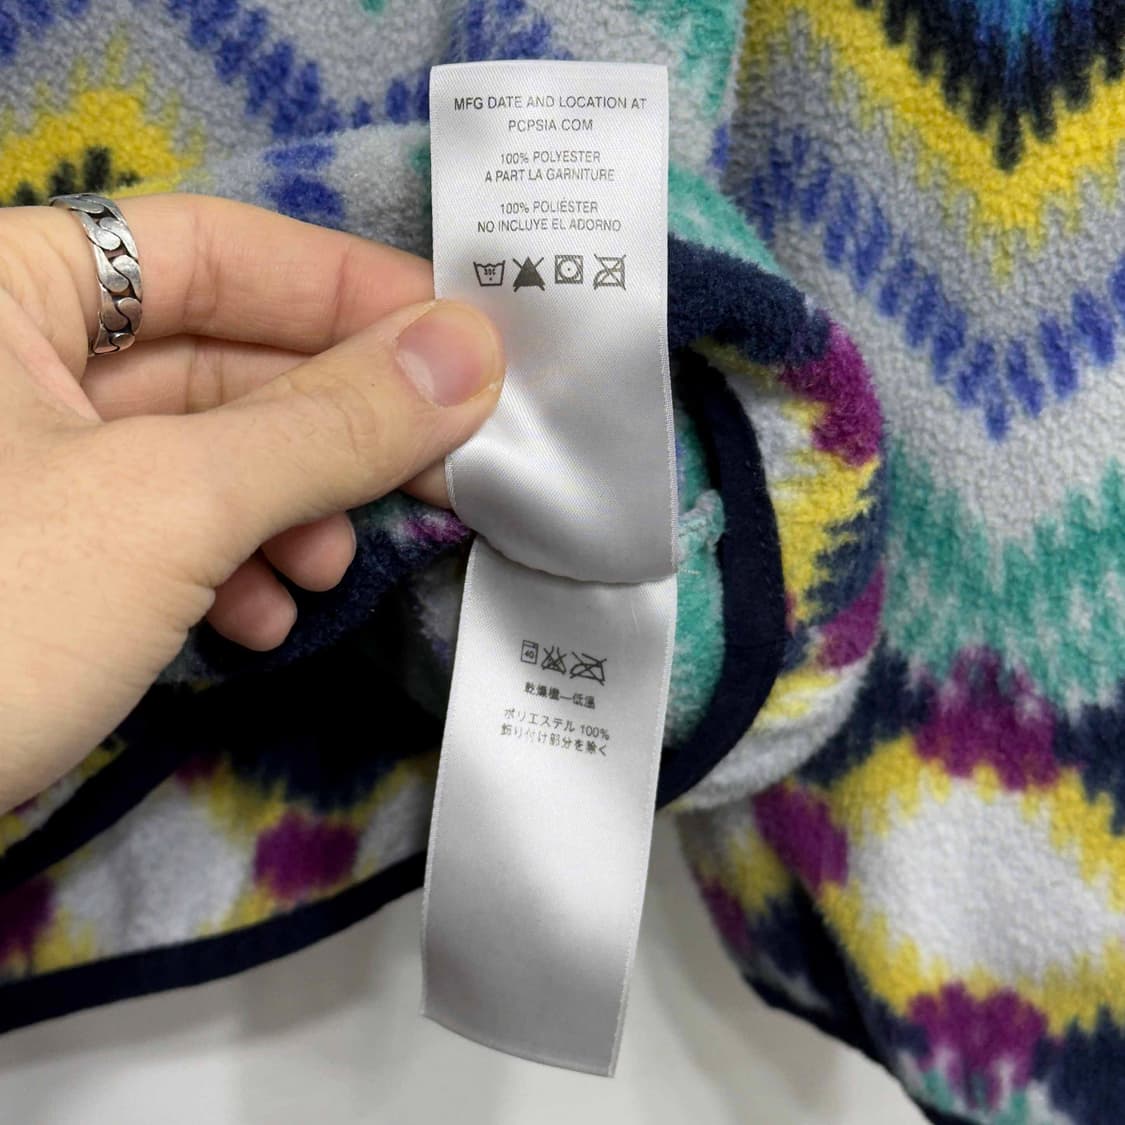 MFG DATE AND LOCATION AT
PCPSIA.COM
100% POLYESTER
A PART LA GARNITURE
100% POLIÉSTER
NO INCLUYE EL ADORNO
40
乾燥機—低温
ポリエステル 100%
飾り付け部分を除く